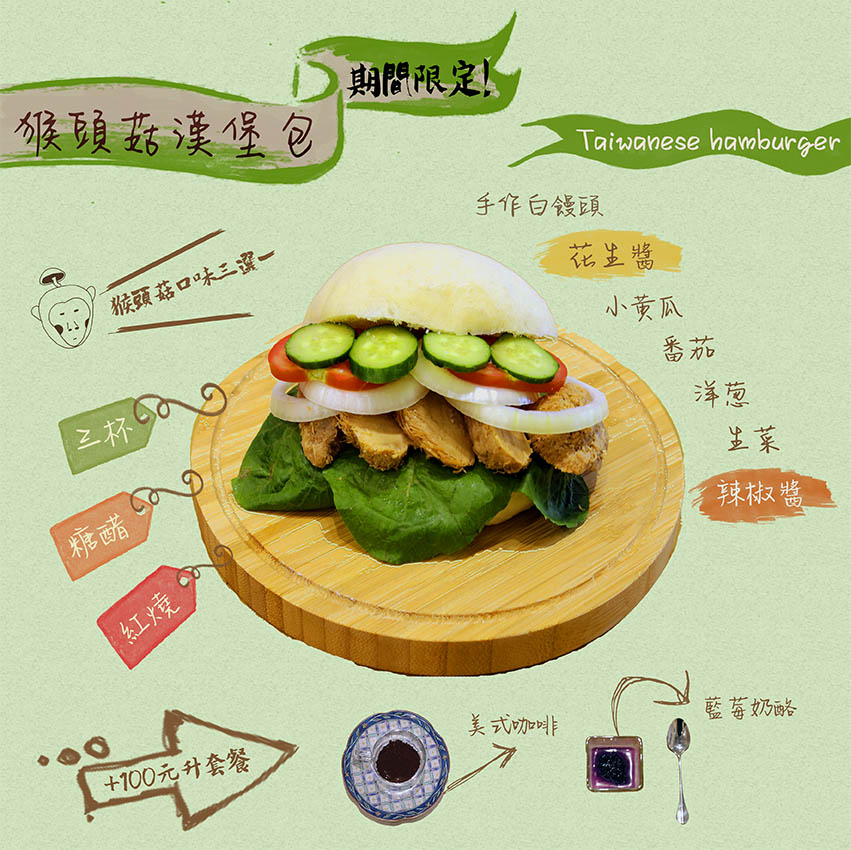 期間限定!
猴頭菇漢堡包
Taiwanese hamburger
手作白饅頭
花生醬
小黃瓜
番茄
洋蔥
生菜
辣椒醬
猴頭菇口味三選一
三杯
糖醋
紅燒
+100元升套餐
美式咖啡
藍莓奶酪